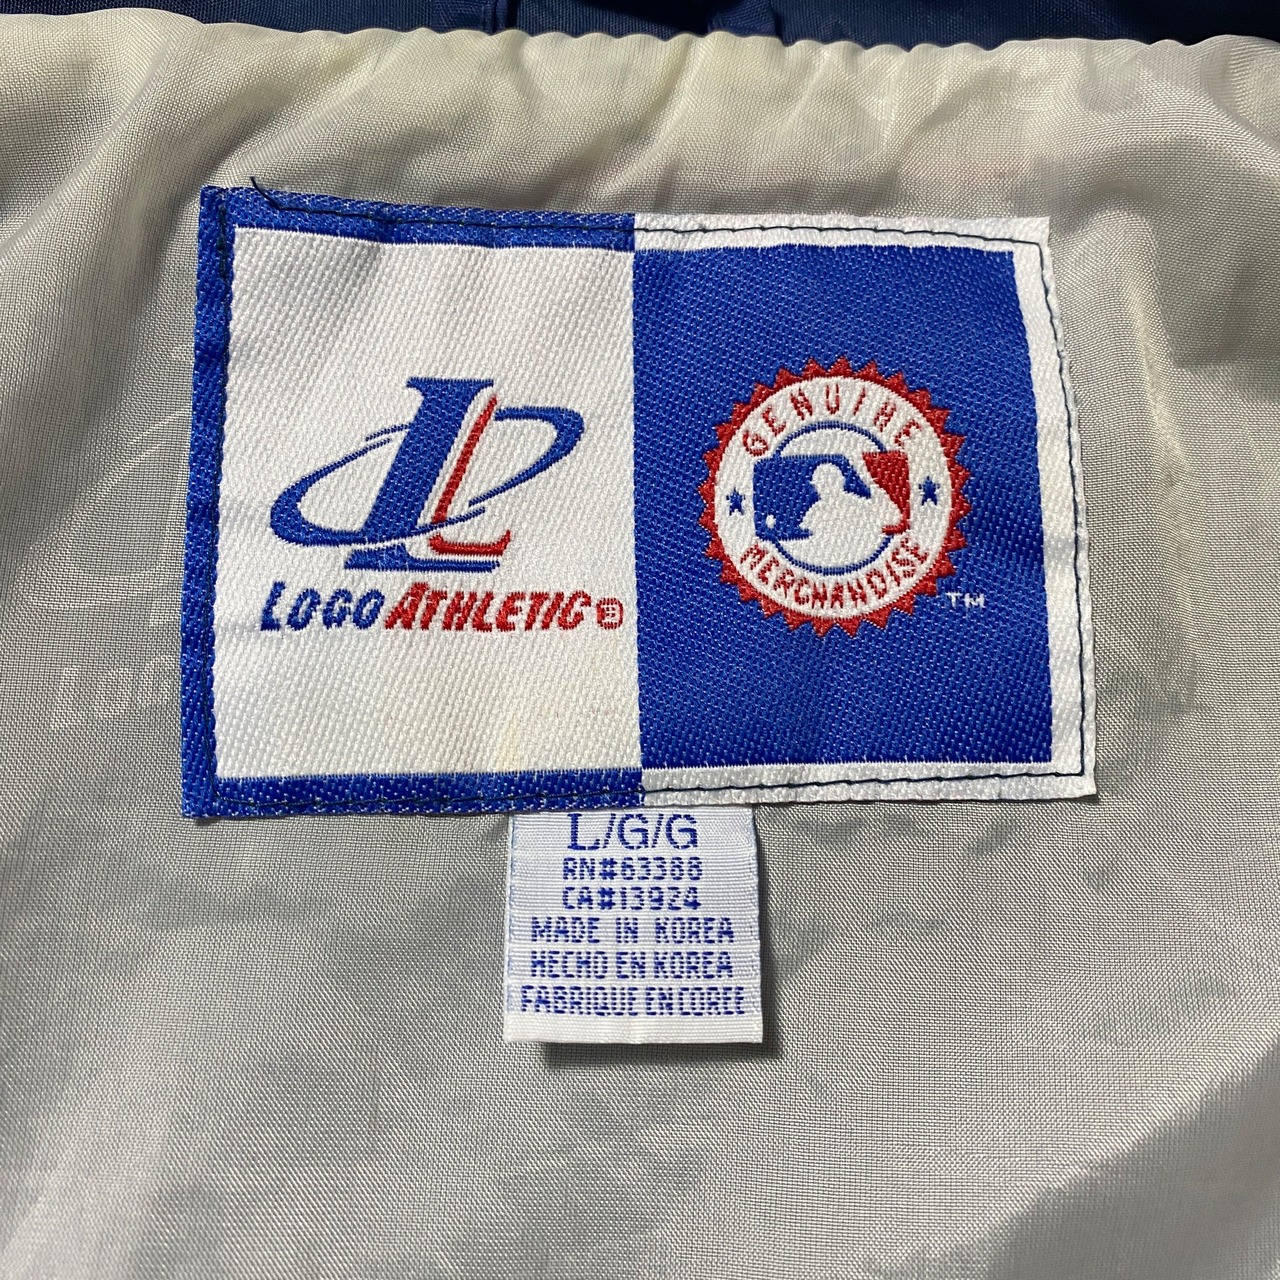 LOGO ATHLETIC®
GENUINE
MERCHANDISE
TM
L/G/G
RN#63388
CA#13924
MADE IN KOREA
HECHO EN KOREA
FABRIQUE EN COREE